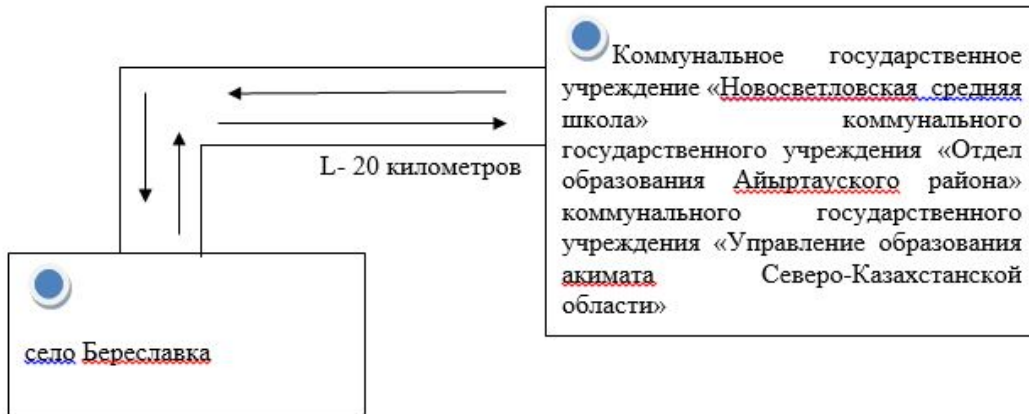 Коммунальное государственное
учреждение «Новосветловская средняя
школа» коммунального
государственного учреждения «Отдел
образования Айыртауского района»
коммунального государственного
учреждения «Управление образования
акимата Северо-Казахстанской
области»
L- 20 километров
село Береславка